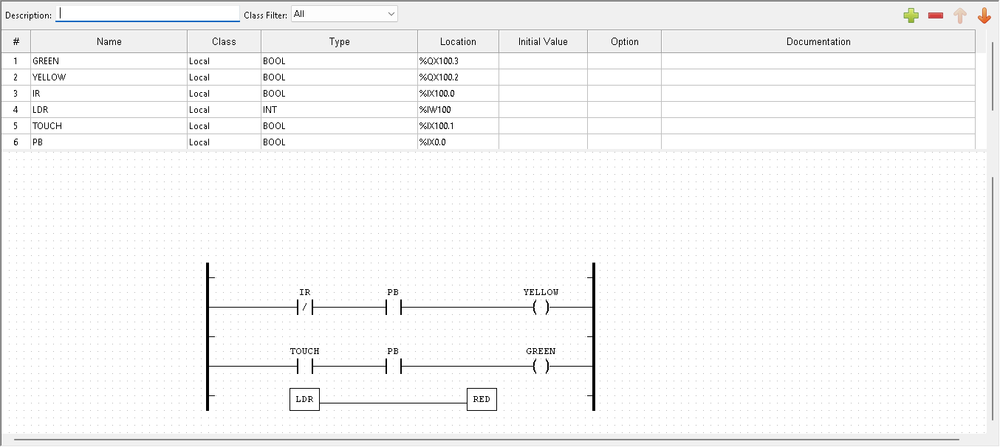 Description: Class Filter: All
# Name Class Type Location Initial Value Option Documentation
1 GREEN Local BOOL %QX100.3
2 YELLOW Local BOOL %QX100.2
3 IR Local BOOL %IX100.0
4 LDR Local INT %IW100
5 TOUCH Local BOOL %IX100.1
6 PB Local BOOL %IX0.0
IR PB YELLOW
TOUCH PB GREEN
LDR RED